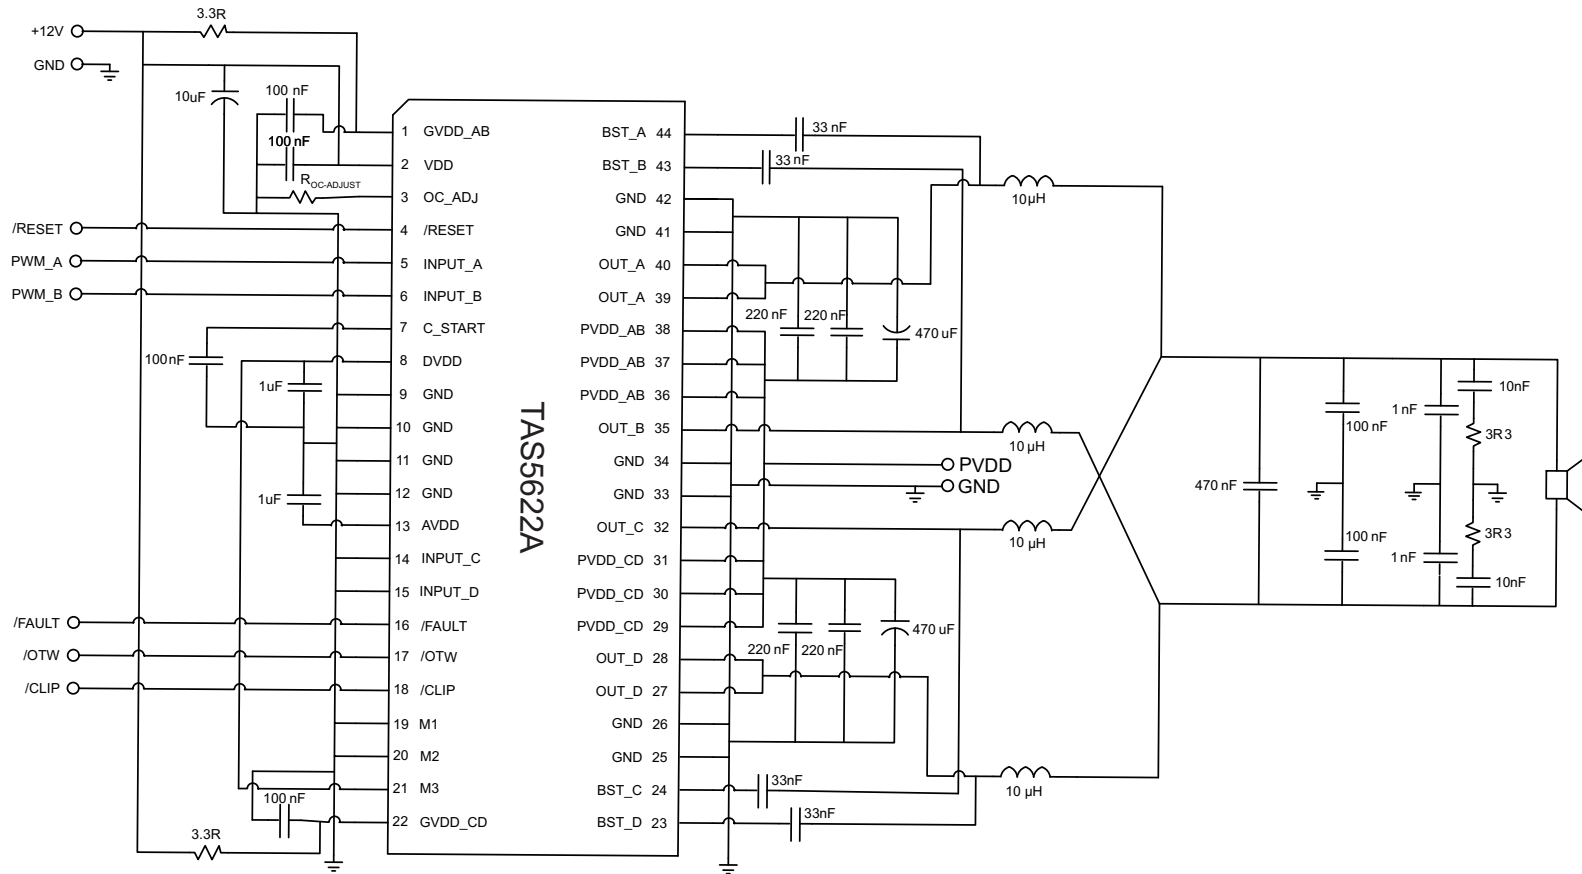 3.3R
+12V
GND
10uF
100 nF
100 nF
ROC-ADJUST
/RESET
PWM_A
PWM_B
100nF
1uF
1uF
/FAULT
/OTW
/CLIP
100 nF
3.3R
1 GVDD_AB
2 VDD
3 OC_ADJ
4 /RESET
5 INPUT_A
6 INPUT_B
7 C_START
8 DVDD
9 GND
10 GND
11 GND
12 GND
13 AVDD
14 INPUT_C
15 INPUT_D
16 /FAULT
17 /OTW
18 /CLIP
19 M1
20 M2
21 M3
22 GVDD_CD
TAS5622A
BST_A 44
BST_B 43
GND 42
GND 41
OUT_A 40
OUT_A 39
PVDD_AB 38
PVDD_AB 37
PVDD_AB 36
OUT_B 35
GND 34
GND 33
OUT_C 32
PVDD_CD 31
PVDD_CD 30
PVDD_CD 29
OUT_D 28
OUT_D 27
GND 26
GND 25
BST_C 24
BST_D 23
33 nF
33 nF
10 µH
220 nF
220 nF
470 uF
10 µH
PVDD
GND
10 µH
220 nF
220 nF
470 uF
33nF
33nF
10 µH
470 nF
100 nF
100 nF
1 nF
1 nF
10nF
3R3
3R3
10nF